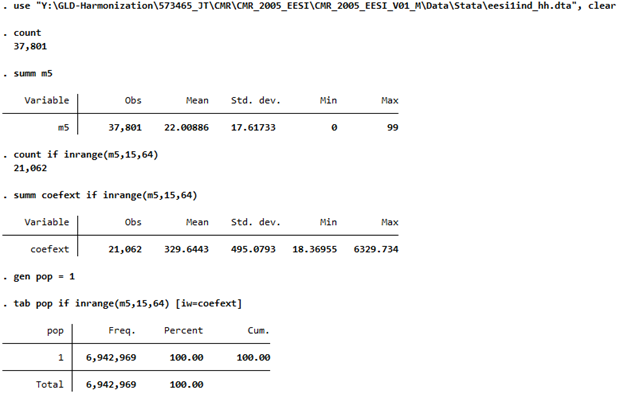 . use "Y:\GLD-Harmonization\573465_JT\CMR\CMR_2005_EESI\CMR_2005_EESI_V01_M\Data\Stata\eesi1ind_hh.dta", clear
. count
37,801
. summ m5
Variable Obs Mean Std. dev. Min Max
m5 37,801 22.00886 17.61733 0 99
. count if inrange(m5,15,64)
21,062
. summ coefext if inrange(m5,15,64)
Variable Obs Mean Std. dev. Min Max
coefext 21,062 329.6443 495.0793 18.36955 6329.734
. gen pop = 1
. tab pop if inrange(m5,15,64) [iw=coefext]
pop Freq. Percent Cum.
1 6,942,969 100.00 100.00
Total 6,942,969 100.00